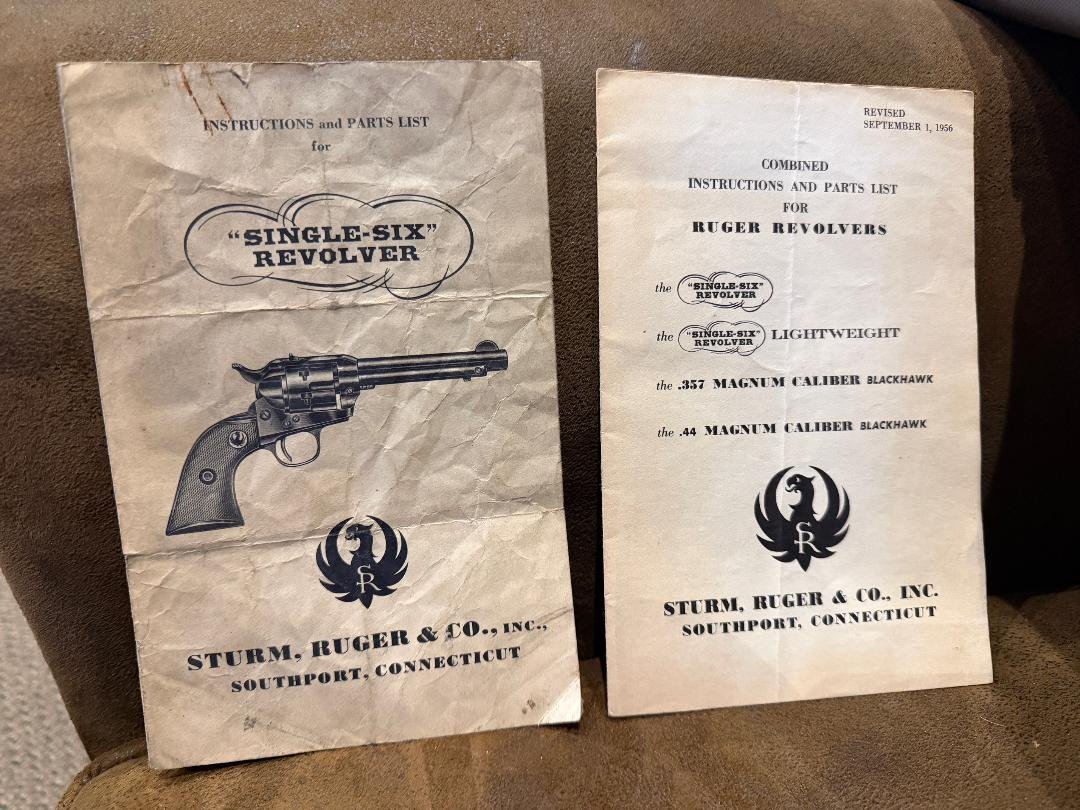 INSTRUCTIONS and PARTS LIST
for
"SINGLE-SIX"
REVOLVER
SR
STURM, RUGER & CO., INC.,
SOUTHPORT, CONNECTICUT
REVISED
SEPTEMBER 1, 1956
COMBINED
INSTRUCTIONS AND PARTS LIST
FOR
RUGER REVOLVERS
the "SINGLE-SIX" REVOLVER
the "SINGLE-SIX" REVOLVER LIGHTWEIGHT
the .357 MAGNUM CALIBER BLACKHAWK
the .44 MAGNUM CALIBER BLACKHAWK
SR
STURM, RUGER & CO., INC.
SOUTHPORT, CONNECTICUT